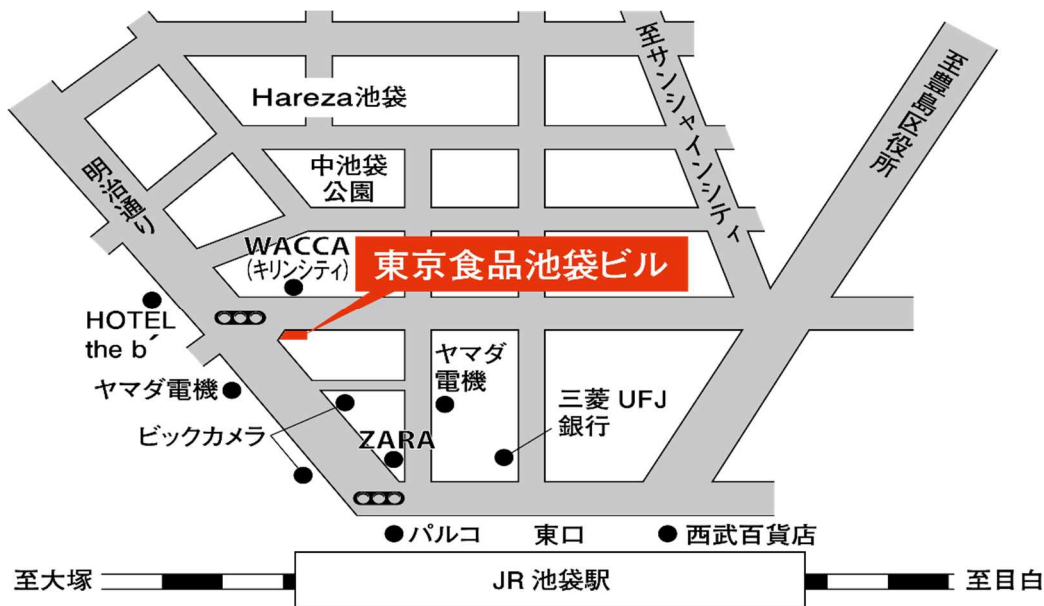 至サンシャインシティ
至豊島区役所
Hareza池袋
中池袋
公園
明治通り
WACCA
(キリンシティ)
東京食品池袋ビル
HOTEL
the b´
ヤマダ
電機
ヤマダ電機
三菱 UFJ
銀行
ビックカメラ
ZARA
パルコ
東口
西武百貨店
至大塚
JR 池袋駅
至目白